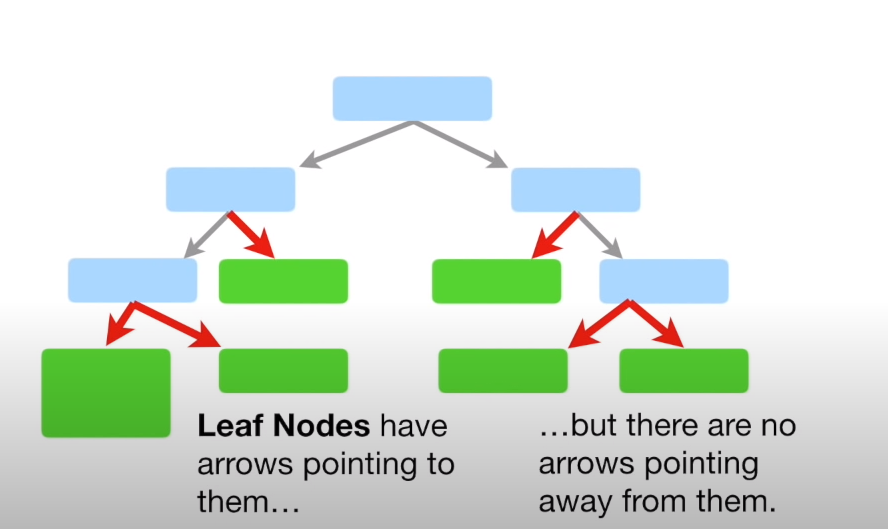 Leaf Nodes have
arrows pointing to
them…
…but there are no
arrows pointing
away from them.